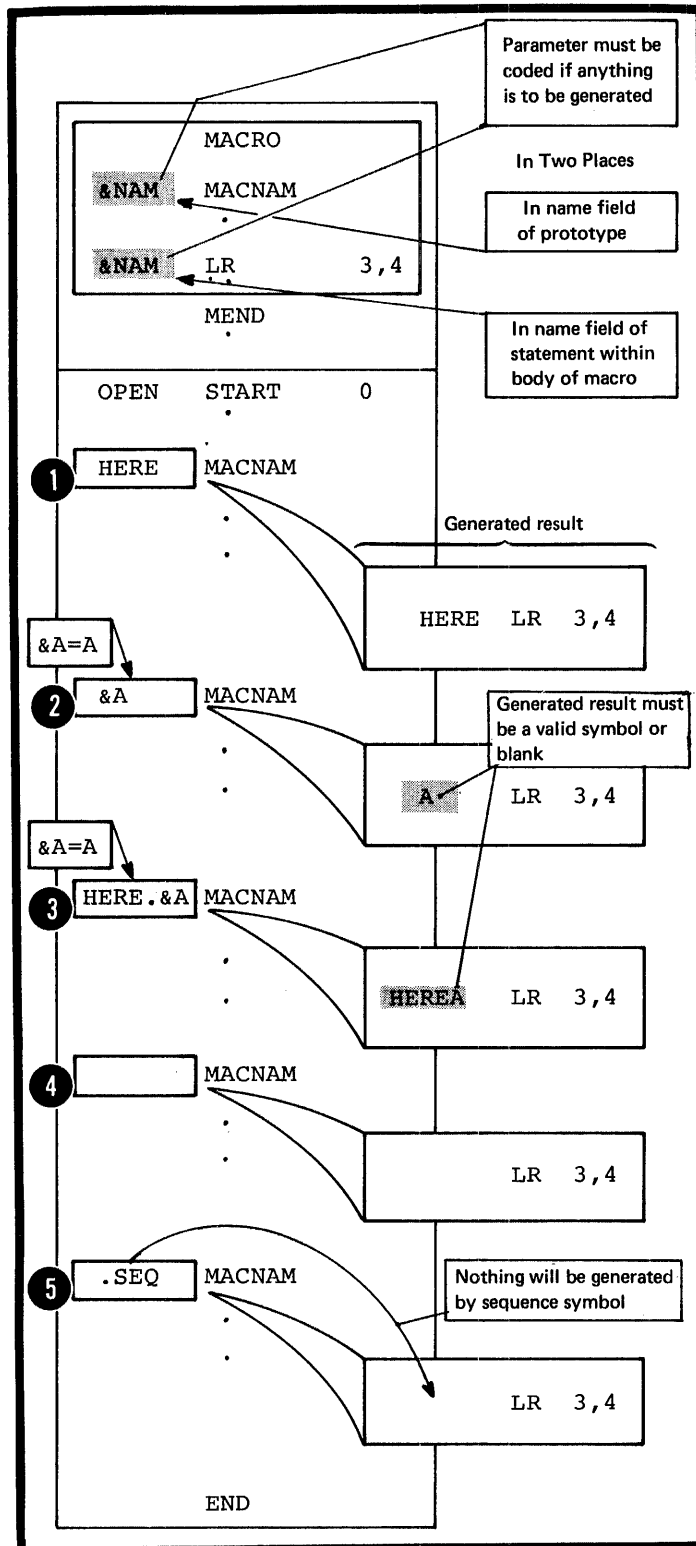 Parameter must be
coded if anything
is to be generated
MACRO
&NAM MACNAM
.
&NAM LR 3,4
. .
MEND
.
In Two Places
In name field
of prototype
In name field of
statement within
body of macro
OPEN START 0
.
.
1 HERE MACNAM
.
.
Generated result
HERE LR 3,4
&A=A
2 &A MACNAM
.
.
Generated result must
be a valid symbol or
blank
A LR 3,4
&A=A
3 HERE.&A MACNAM
.
.
HEREA LR 3,4
4 MACNAM
.
.
LR 3,4
5 .SEQ MACNAM
.
.
Nothing will be generated
by sequence symbol
LR 3,4
END